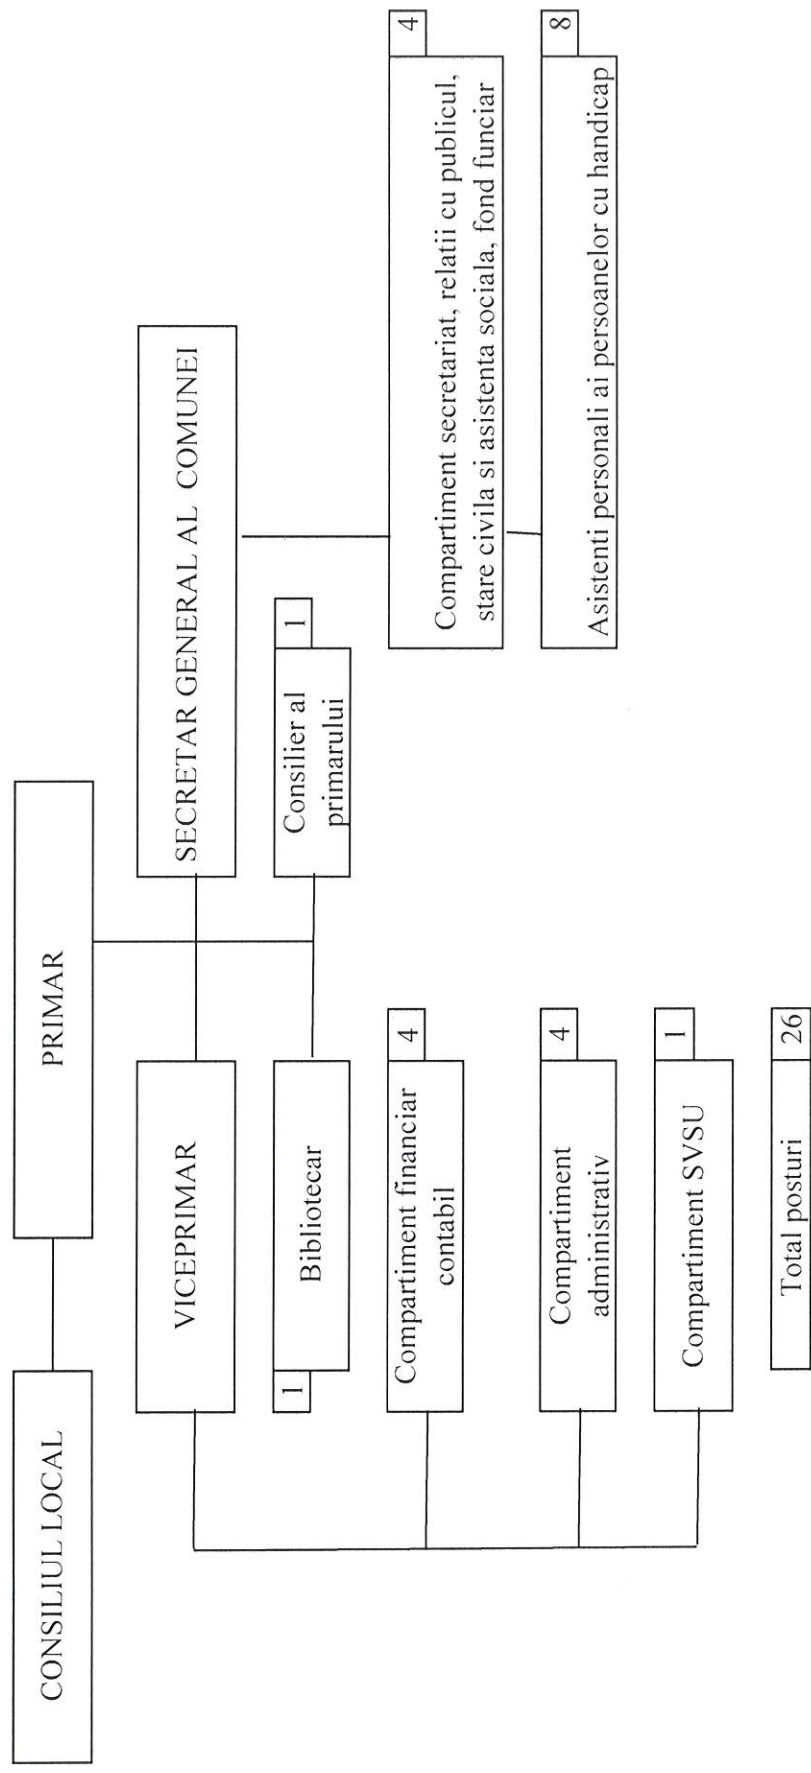 CONSILIUL LOCAL
PRIMAR
VICEPRIMAR
SECRETAR GENERAL AL COMUNEI
1
Bibliotecar
Consilier al
primarului
1
Compartiment financiar
contabil
4
Compartiment secretariat, relatii cu publicul,
stare civila si asistenta sociala, fond funciar
4
Compartiment
administrativ
4
Asistenti personali ai persoanelor cu handicap
8
Compartiment SVSU
1
Total posturi
26